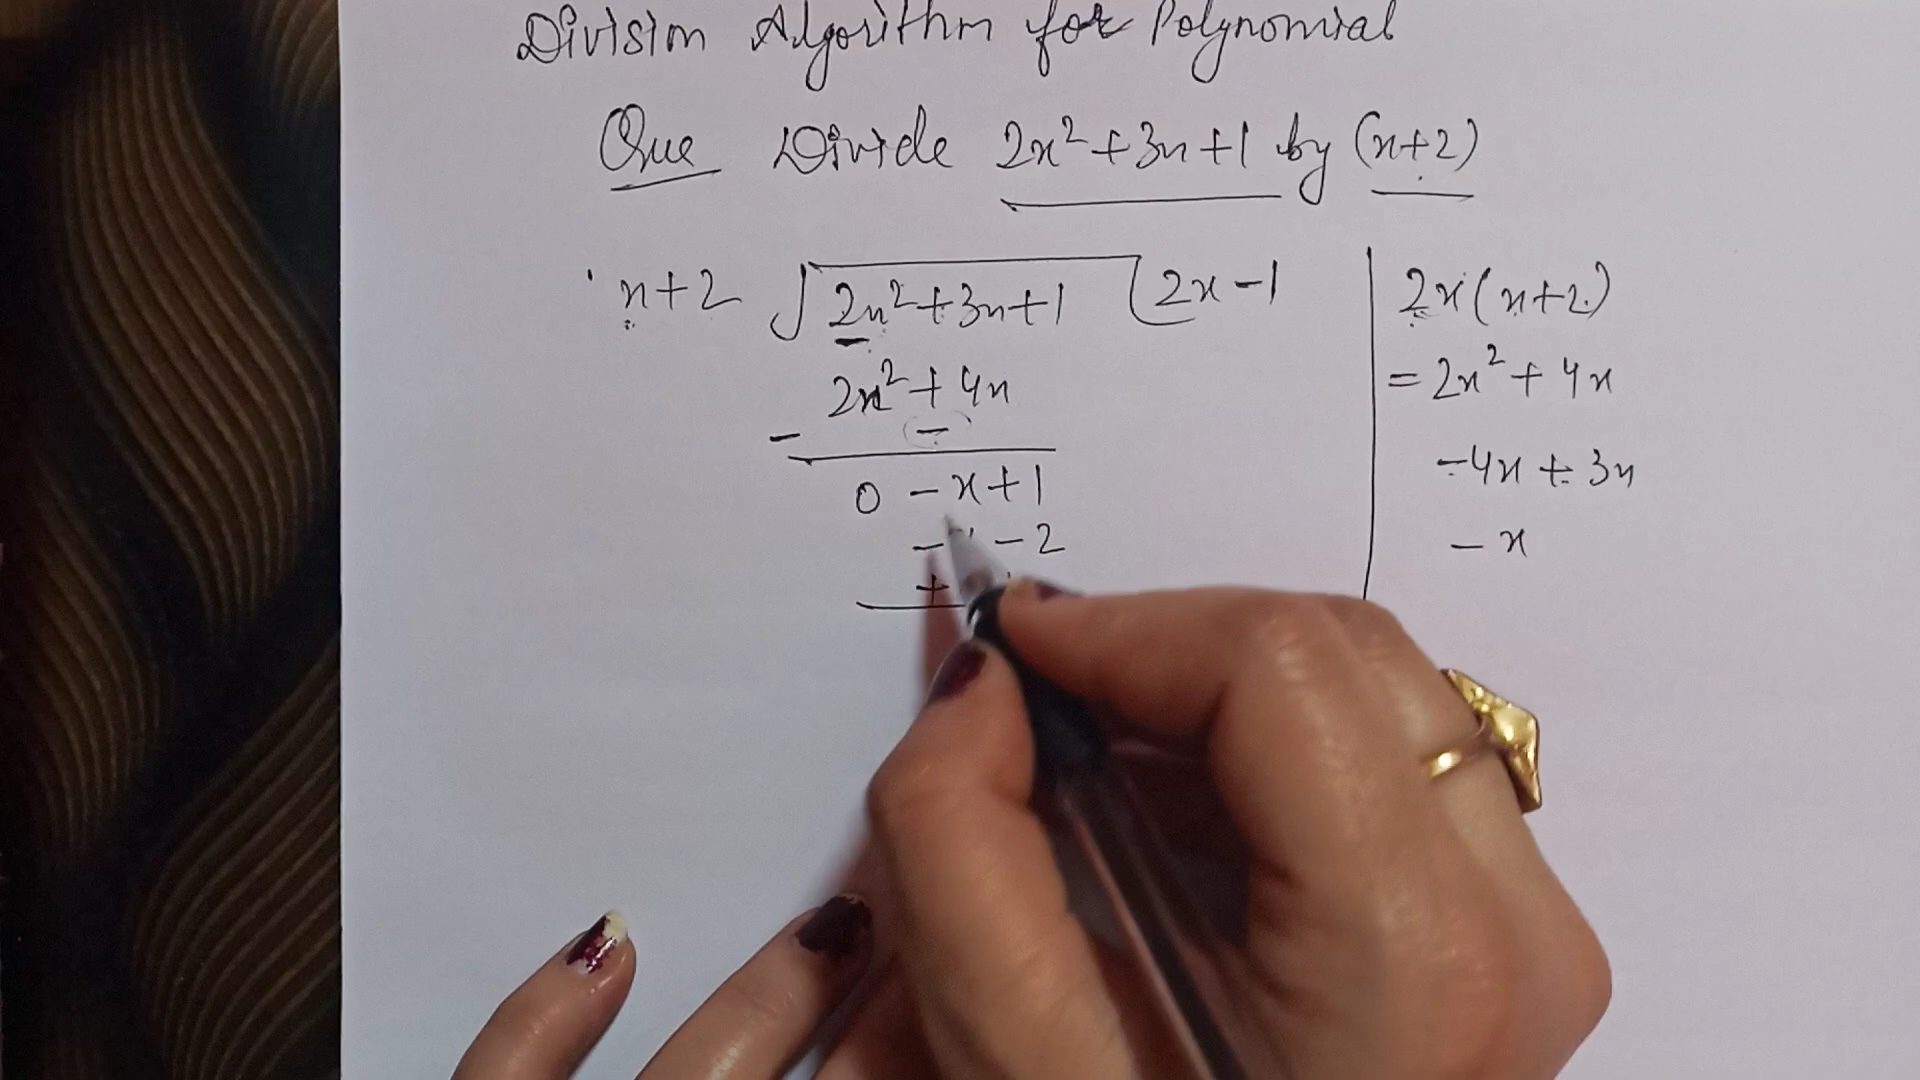 Division Algorithm for Polynomial
Que Divide 2x²+3x+1 by (x+2)
x+2 2x²+3x+1 2x-1
2x²+4x
- -
0 -x+1
- -2
+
2x(x+2)
=2x²+4x
-4x+3x
-x